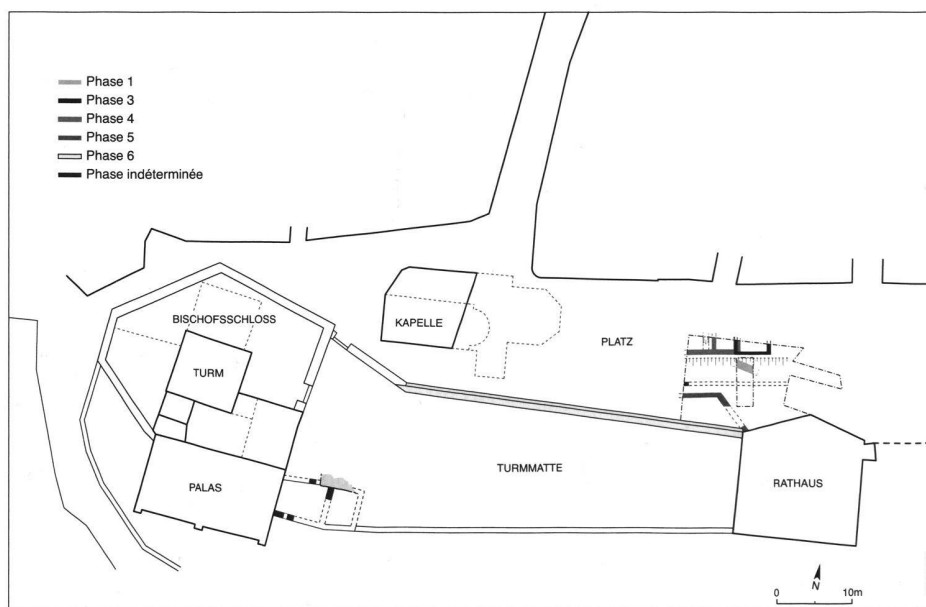 Phase 1
Phase 3
Phase 4
Phase 5
Phase 6
Phase indéterminée
BISCHOFSSCHLOSS
KAPELLE
PLATZ
TURM
TURMMATTE
PALAS
RATHAUS
N
0 10m